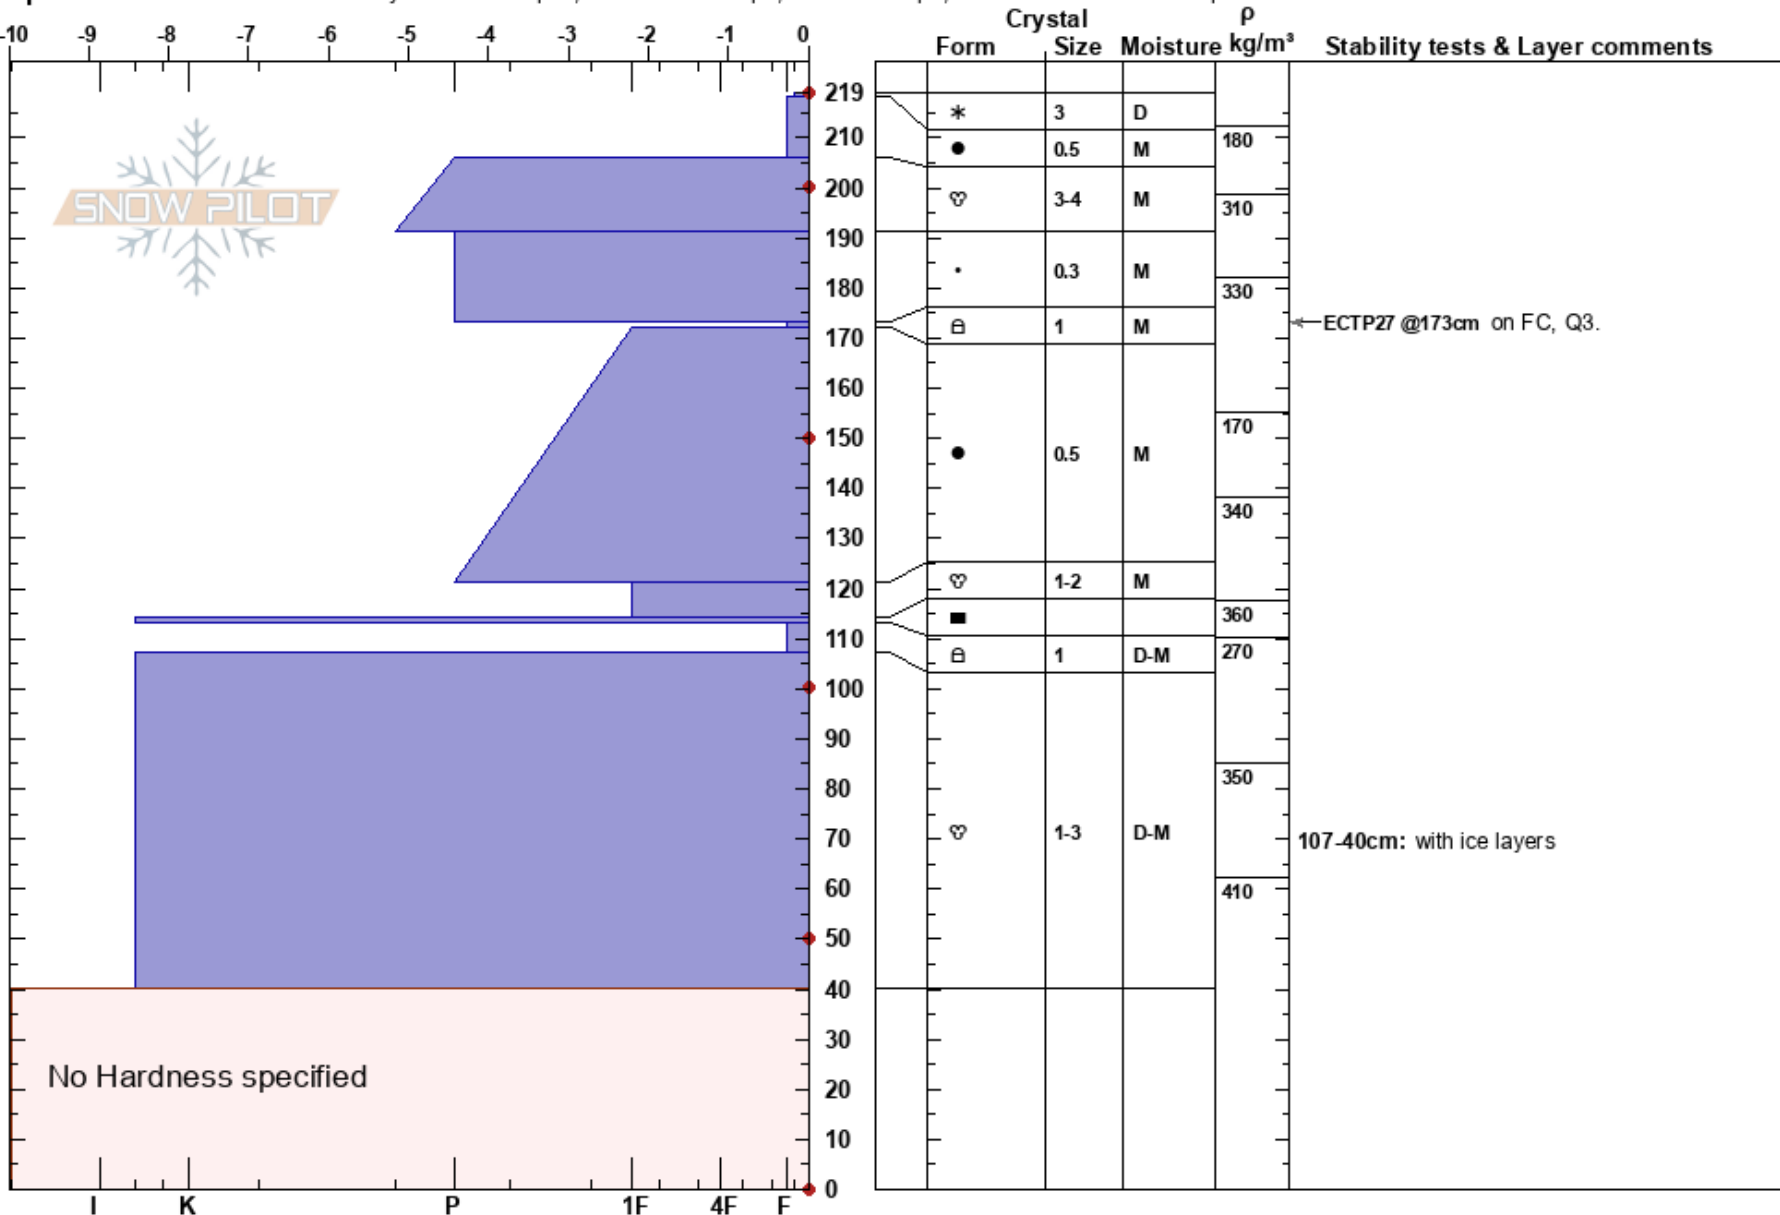 Crystal ρ
-10 -9 -8 -7 -6 -5 -4 -3 -2 -1 0
Form Size Moisture kg/m³ Stability tests & Layer comments
219
3 D
210
180
0.5 M
SNOW PILOT
200
3-4 M
310
190
0.3 M
180
330
1 M
ECTP27 @173cm on FC, Q3.
170
160
170
150
0.5 M
140
340
130
120
1-2 M
360
110
1 D-M
270
100
90
350
80
70
1-3 D-M
107-40cm: with ice layers
60
410
50
40
30
No Hardness specified
20
10
0
I K P 1F 4F F